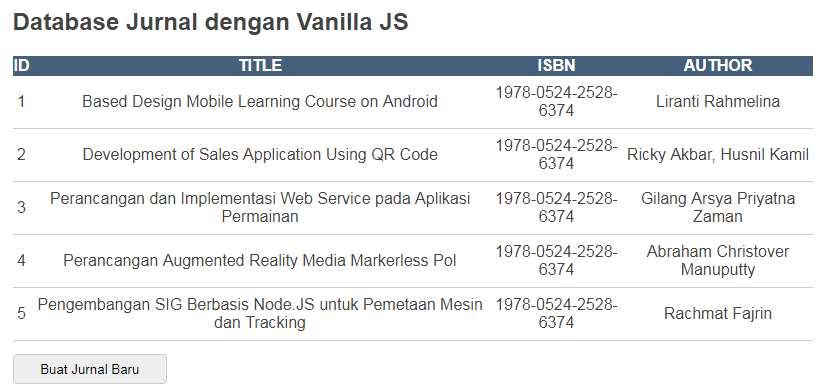 Database Jurnal dengan Vanilla JS
ID TITLE ISBN AUTHOR
1 Based Design Mobile Learning Course on Android 1978-0524-2528-6374 Liranti Rahmelina
2 Development of Sales Application Using QR Code 1978-0524-2528-6374 Ricky Akbar, Husnil Kamil
3 Perancangan dan Implementasi Web Service pada Aplikasi Permainan 1978-0524-2528-6374 Gilang Arsya Priyatna Zaman
4 Perancangan Augmented Reality Media Markerless Pol 1978-0524-2528-6374 Abraham Christover Manuputty
5 Pengembangan SIG Berbasis Node.JS untuk Pemetaan Mesin dan Tracking 1978-0524-2528-6374 Rachmat Fajrin
Buat Jurnal Baru